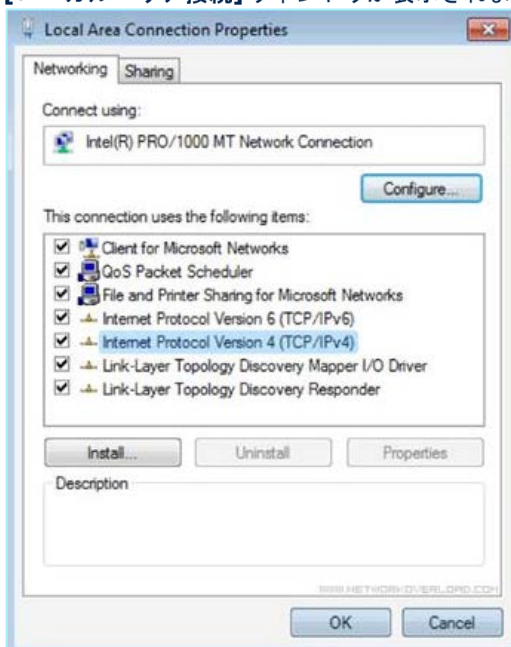 Local Area Connection Properties
Networking Sharing
Connect using:
Intel(R) PRO/1000 MT Network Connection
Configure...
This connection uses the following items:
Client for Microsoft Networks
QoS Packet Scheduler
File and Printer Sharing for Microsoft Networks
Internet Protocol Version 6 (TCP/IPv6)
Internet Protocol Version 4 (TCP/IPv4)
Link-Layer Topology Discovery Mapper I/O Driver
Link-Layer Topology Discovery Responder
Install... Uninstall Properties
Description
WWW.NETWORKOVERLOAD.COM
OK Cancel